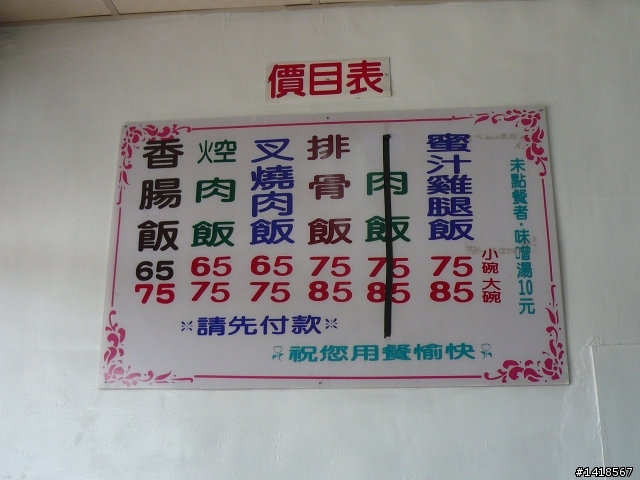 價目表
香腸飯 65 75
焢肉飯 65 75
叉燒肉飯 65 75
排骨飯 75 85
肉飯 75 85
蜜汁雞腿飯 75 85
小碗 大碗
未點餐者·味噌湯10元
※請先付款※
祝您用餐愉快
#1418567